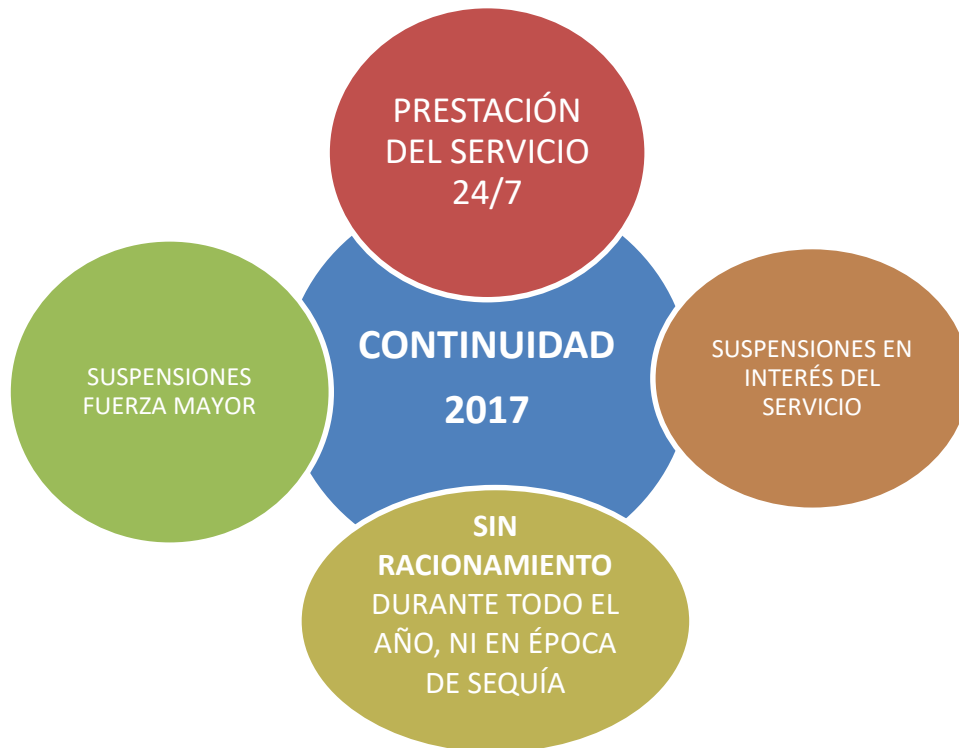 PRESTACIÓN
DEL SERVICIO
24/7
CONTINUIDAD
2017
SUSPENSIONES
FUERZA MAYOR
SUSPENSIONES EN
INTERÉS DEL
SERVICIO
SIN
RACIONAMIENTO
DURANTE TODO EL
AÑO, NI EN ÉPOCA
DE SEQUÍA